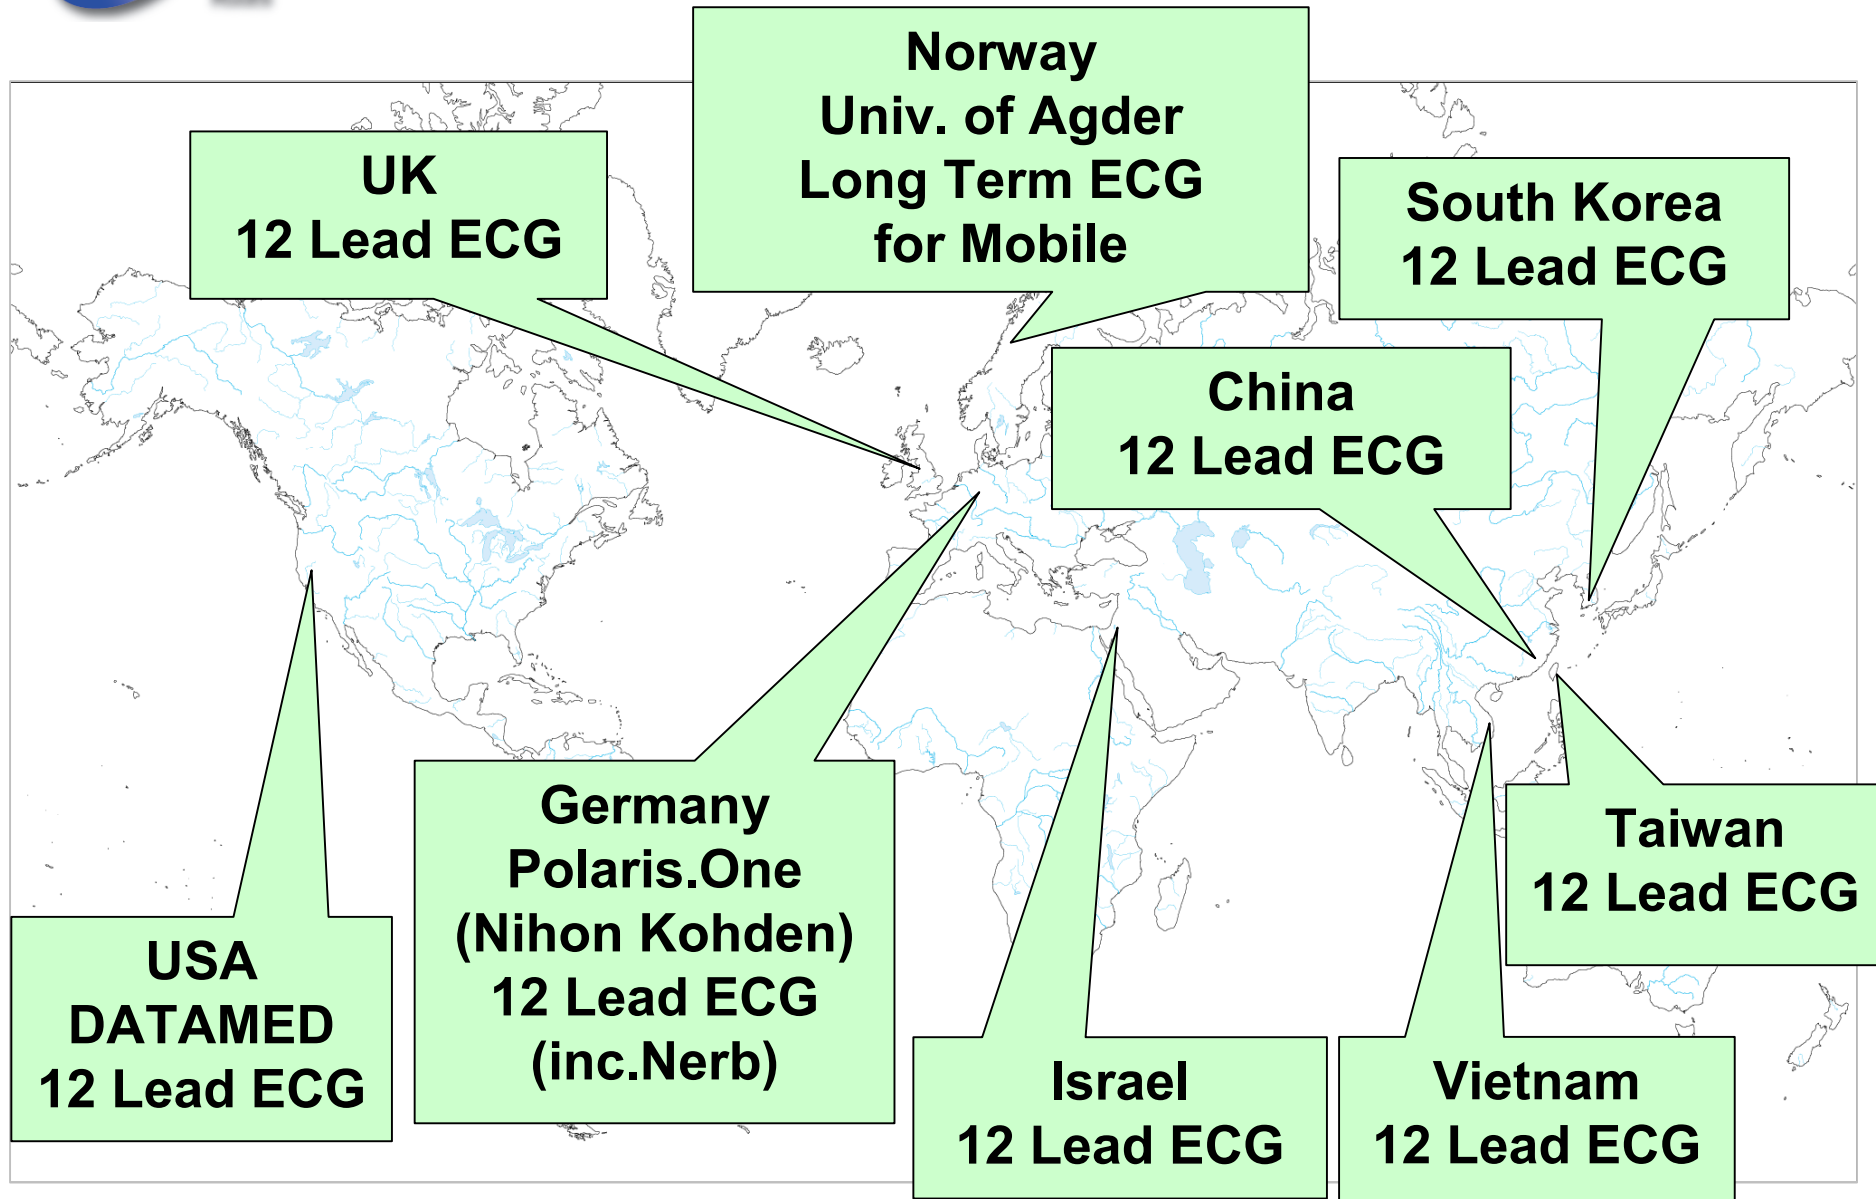 Norway
Univ. of Agder
Long Term ECG
for Mobile
UK
12 Lead ECG
South Korea
12 Lead ECG
China
12 Lead ECG
Germany
Polaris.One
(Nihon Kohden)
12 Lead ECG
(inc.Nerb)
Taiwan
12 Lead ECG
USA
DATAMED
12 Lead ECG
Israel
12 Lead ECG
Vietnam
12 Lead ECG